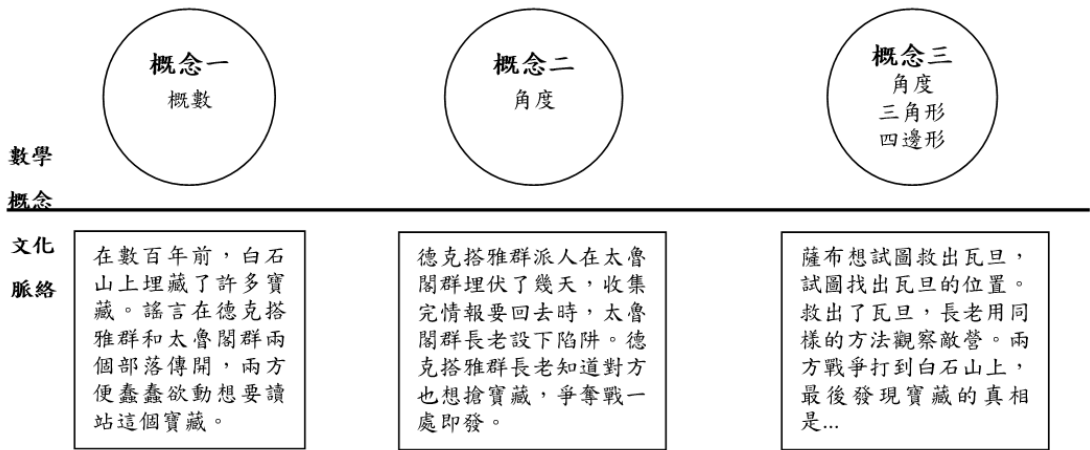 概念一
概數
概念二
角度
概念三
角度
三角形
四邊形
數學
概念
文化
脈絡
在數百年前，白石
山上埋藏了許多寶
藏。謠言在德克搭
雅群和太魯閣群兩
個部落傳開，兩方
便蠢蠢欲動想要讀
站這個寶藏。
德克搭雅群派人在太魯
閣群埋伏了幾天，收集
完情報要回去時，太魯
閣群長老設下陷阱。德
克搭雅群長老知道對方
也想搶寶藏，爭奪戰一
處即發。
薩布想試圖救出瓦旦，
試圖找出瓦旦的位置。
救出了瓦旦，長老用同
樣的方法觀察敵營。兩
方戰爭打到白石山上，
最後發現寶藏的真相
是...